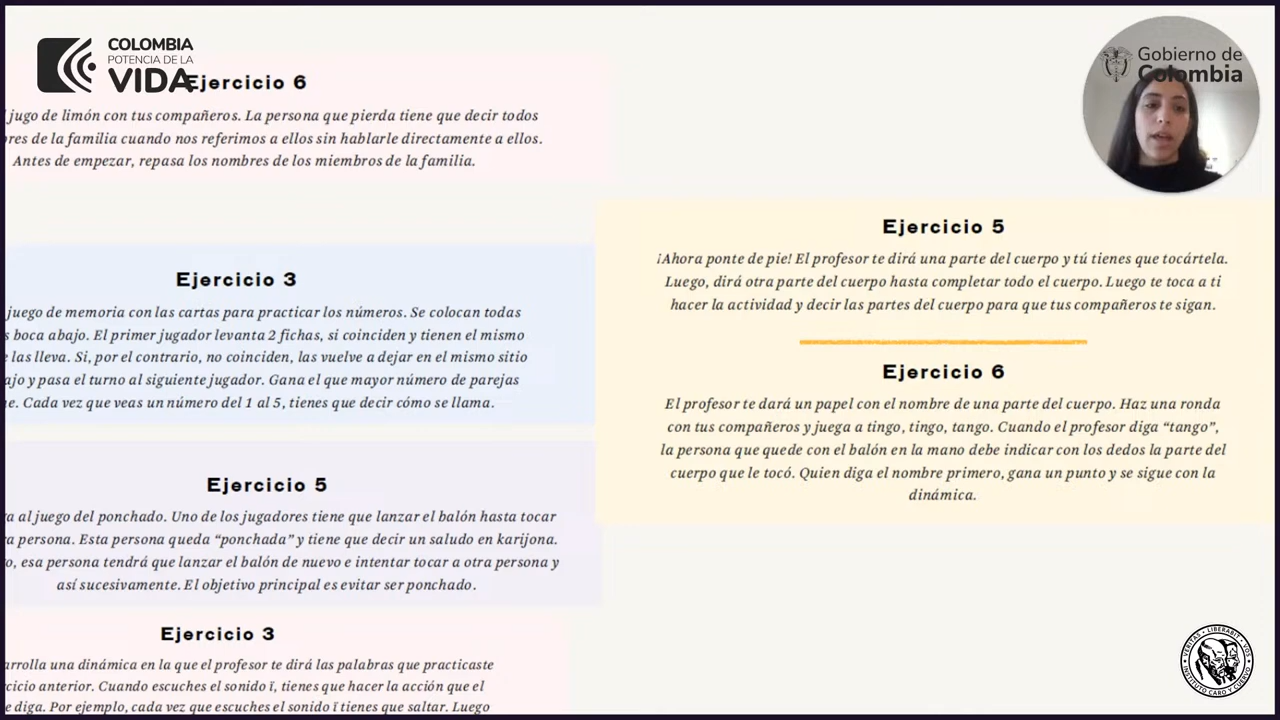 COLOMBIA
POTENCIA DE LA
VIDA
Gobierno de
Colombia
Ejercicio 6
jugo de limón con tus compañeros. La persona que pierda tiene que decir todos
de la familia cuando nos referimos a ellos sin hablarle directamente a ellos.
Antes de empezar, repasa los nombres de los miembros de la familia.
Ejercicio 3
juego de memoria con las cartas para practicar los números. Se colocan todas
boca abajo. El primer jugador levanta 2 fichas, si coinciden y tienen el mismo
las lleva. Si, por el contrario, no coinciden, las vuelve a dejar en el mismo sitio
y pasa el turno al siguiente jugador. Gana el que mayor número de parejas
Cada vez que veas un número del 1 al 5, tienes que decir cómo se llama.
Ejercicio 5
al juego del ponchado. Uno de los jugadores tiene que lanzar el balón hasta tocar
persona. Esta persona queda “ponchada” y tiene que decir un saludo en karijona.
esa persona tendrá que lanzar el balón de nuevo e intentar tocar a otra persona y
así sucesivamente. El objetivo principal es evitar ser ponchado.
Ejercicio 3
una dinámica en la que el profesor te dirá las palabras que practicaste
anterior. Cuando escuches el sonido ï, tienes que hacer la acción que el
diga. Por ejemplo, cada vez que escuches el sonido ï tienes que saltar. Luego
Ejercicio 5
¡Ahora ponte de pie! El profesor te dirá una parte del cuerpo y tú tienes que tocártela.
Luego, dirá otra parte del cuerpo hasta completar todo el cuerpo. Luego te toca a ti
hacer la actividad y decir las partes del cuerpo para que tus compañeros te sigan.
Ejercicio 6
El profesor te dará un papel con el nombre de una parte del cuerpo. Haz una ronda
con tus compañeros y juega a tingo, tingo, tango. Cuando el profesor diga “tango”,
la persona que quede con el balón en la mano debe indicar con los dedos la parte del
cuerpo que le tocó. Quien diga el nombre primero, gana un punto y se sigue con la
dinámica.
VERITAS • LIBERABIT • VOS
INSTITUTO CARO Y CUERVO